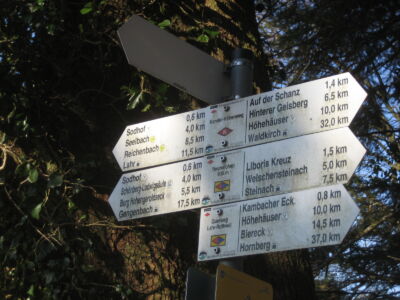 Sodhof 0,6 km
Seelbach 4,0 km
Reichenbach 8,5 km
Lahr 11,5 km
Auf der Schanz 1,4 km
Hinterer Geisberg 6,5 km
Höhehäuser 10,0 km
Waldkirch 32,0 km
Sodhof 0,6 km
4,0 km
Burg Hohengeroldseck 5,5 km
Gengenbach 17,5 km
Uboris Kreuz 1,5 km
Welschensteinach 5,0 km
Steinach 7,5 km
Kambacher Eck 0,8 km
Höhehäuser 10,0 km
Biereck 14,5 km
Hornberg 37,0 km